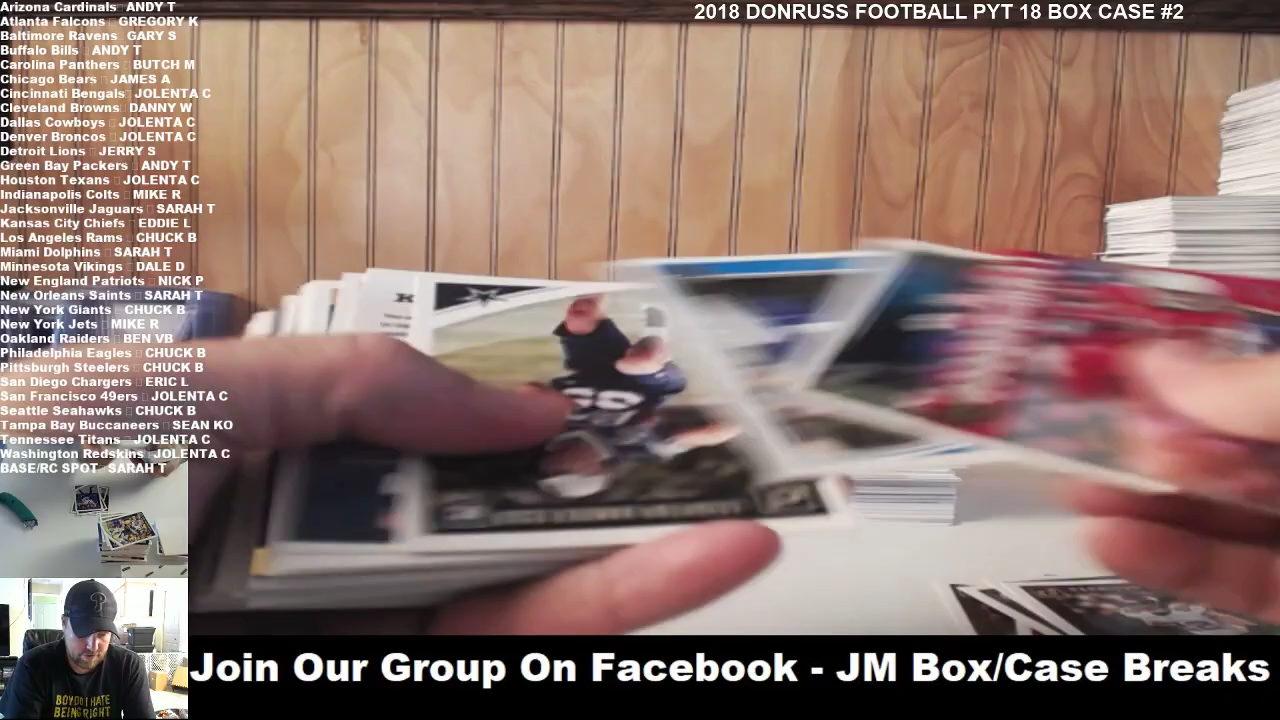 2018 DONRUSS FOOTBALL PYT 18 BOX CASE #2
Arizona Cardinals ANDY T
Atlanta Falcons GREGORY K
Baltimore Ravens GARY S
Buffalo Bills ANDY T
Carolina Panthers BUTCH M
Chicago Bears JAMES A
Cincinnati Bengals JOLENTA C
Cleveland Browns DANNY W
Dallas Cowboys JOLENTA C
Denver Broncos JOLENTA C
Detroit Lions JERRY S
Green Bay Packers ANDY T
Houston Texans JOLENTA C
Indianapolis Colts MIKE R
Jacksonville Jaguars SARAH T
Kansas City Chiefs EDDIE L
Los Angeles Rams CHUCK B
Miami Dolphins SARAH T
Minnesota Vikings DALE D
New England Patriots NICK P
New Orleans Saints SARAH T
New York Giants CHUCK B
New York Jets MIKE R
Oakland Raiders BEN VB
Philadelphia Eagles CHUCK B
Pittsburgh Steelers CHUCK B
San Diego Chargers ERIC L
San Francisco 49ers JOLENTA C
Seattle Seahawks CHUCK B
Tampa Bay Buccaneers SEAN KO
Tennessee Titans JOLENTA C
Washington Redskins JOLENTA C
BASE/RC SPOT SARAH T
BOY DO I HATE
BEING RIGHT
Join Our Group On Facebook - JM Box/Case Breaks